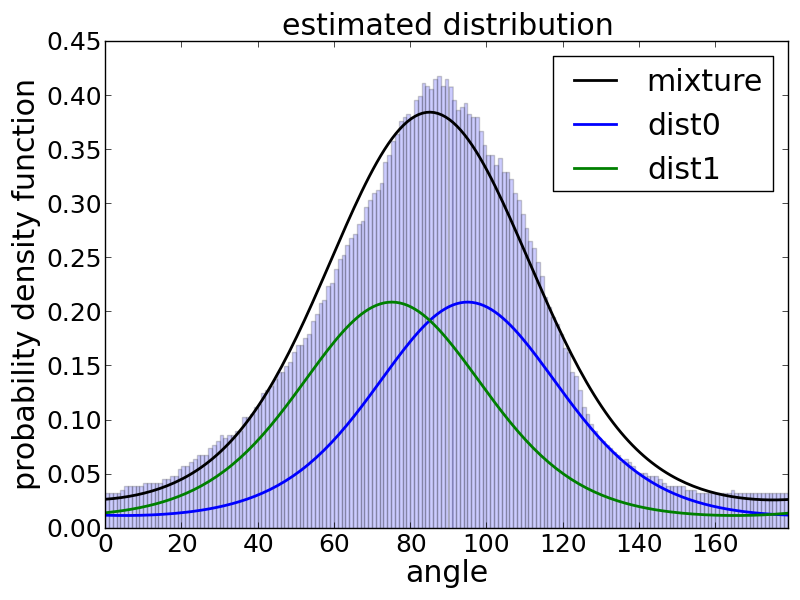 estimated distribution
probability density function
0.45
0.40
0.35
0.30
0.25
0.20
0.15
0.10
0.05
0.00
mixture
dist0
dist1
0 20 40 60 80 100 120 140 160
angle